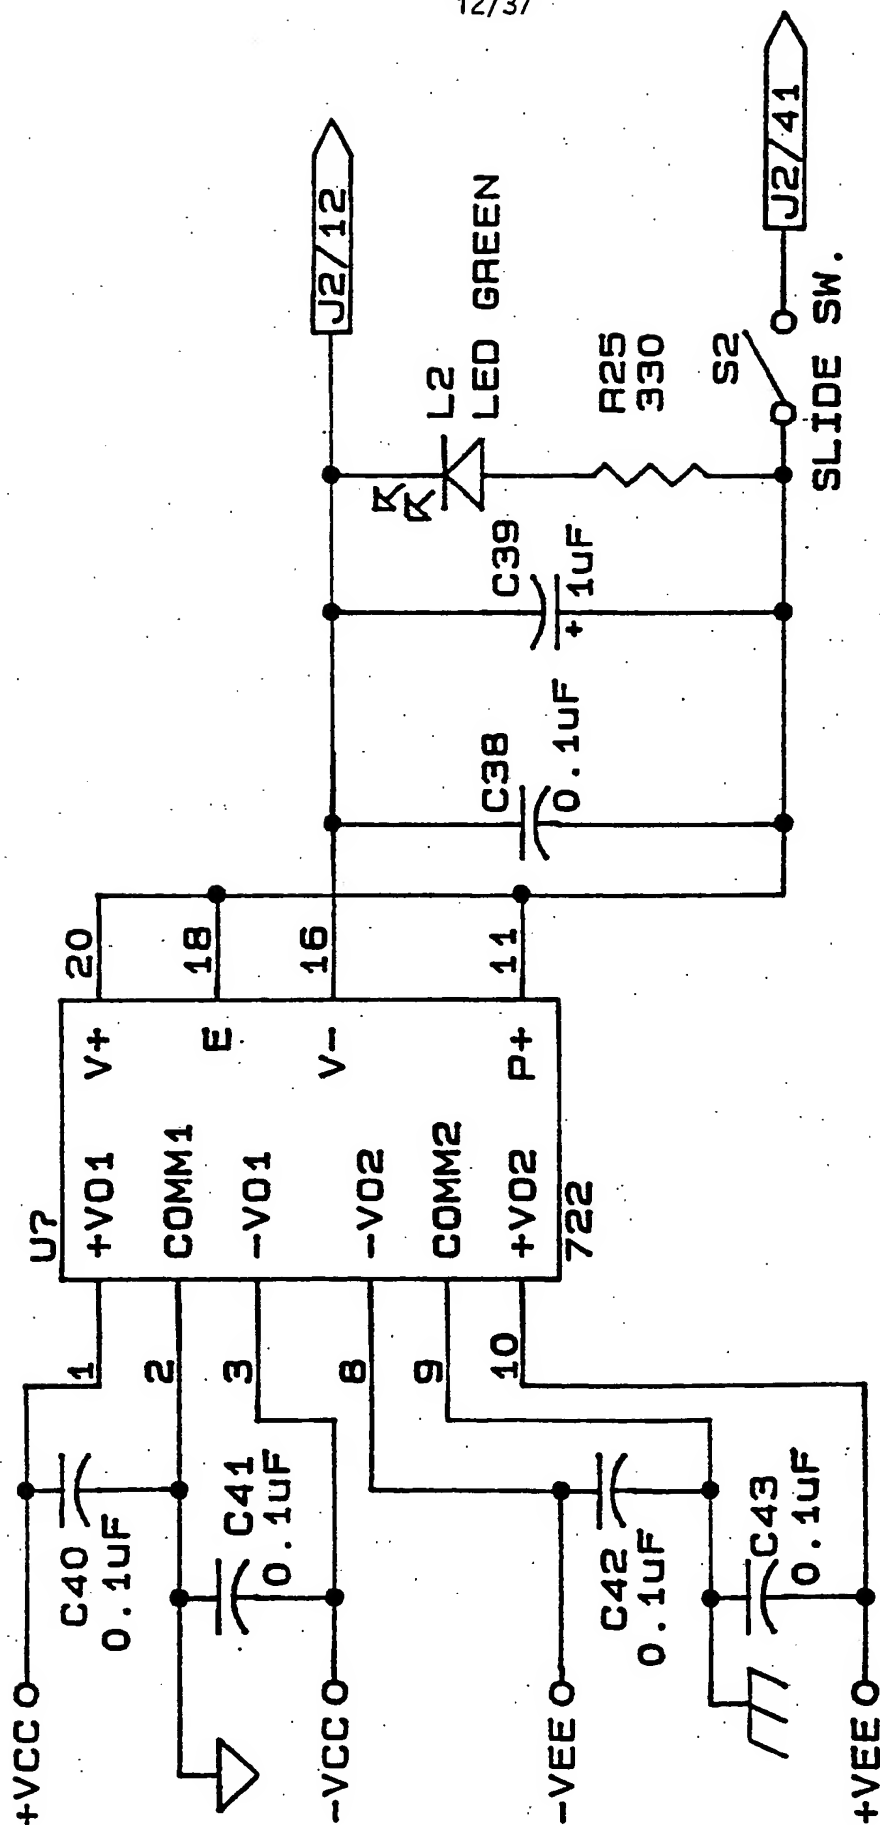 12/37
J2/12
J2/41
L2
LED GREEN
R25
330
S2
SLIDE SW.
C39
+
1uF
C38
0.1uF
20
18
16
11
V+
E
V-
P+
U7
+VO1
COMM1
-VO1
-VO2
COMM2
+VO2
722
1
2
3
8
9
10
C40
0.1uF
C41
0.1uF
C42
0.1uF
C43
0.1uF
+VCC
-VCC
-VEE
+VEE